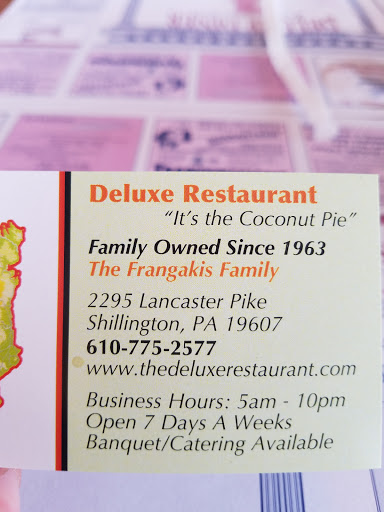 Deluxe Restaurant
"It's the Coconut Pie"
Family Owned Since 1963
The Frangakis Family
2295 Lancaster Pike
Shillington, PA 19607
610-775-2577
www.thedeluxerestaurant.com
Business Hours: 5am - 10pm
Open 7 Days A Weeks
Banquet/Catering Available